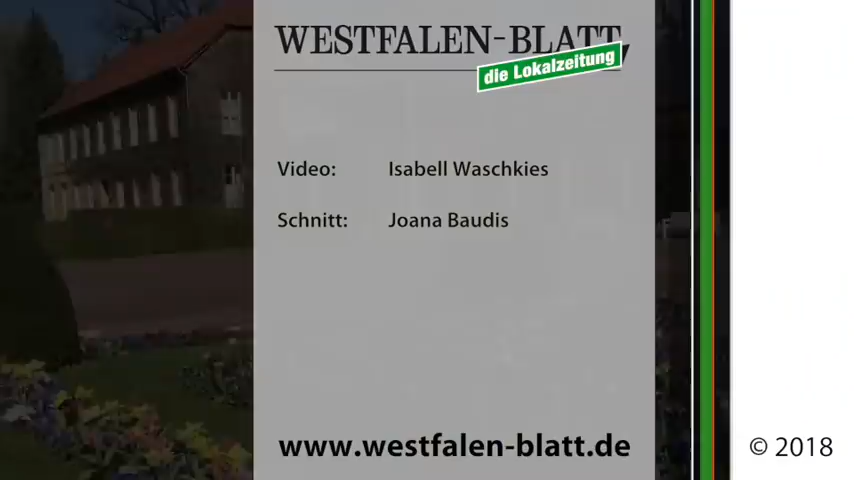 WESTFALEN-BLATT
die Lokalzeitung
Video: Isabell Waschkies
Schnitt: Joana Baudis
www.westfalen-blatt.de
© 2018